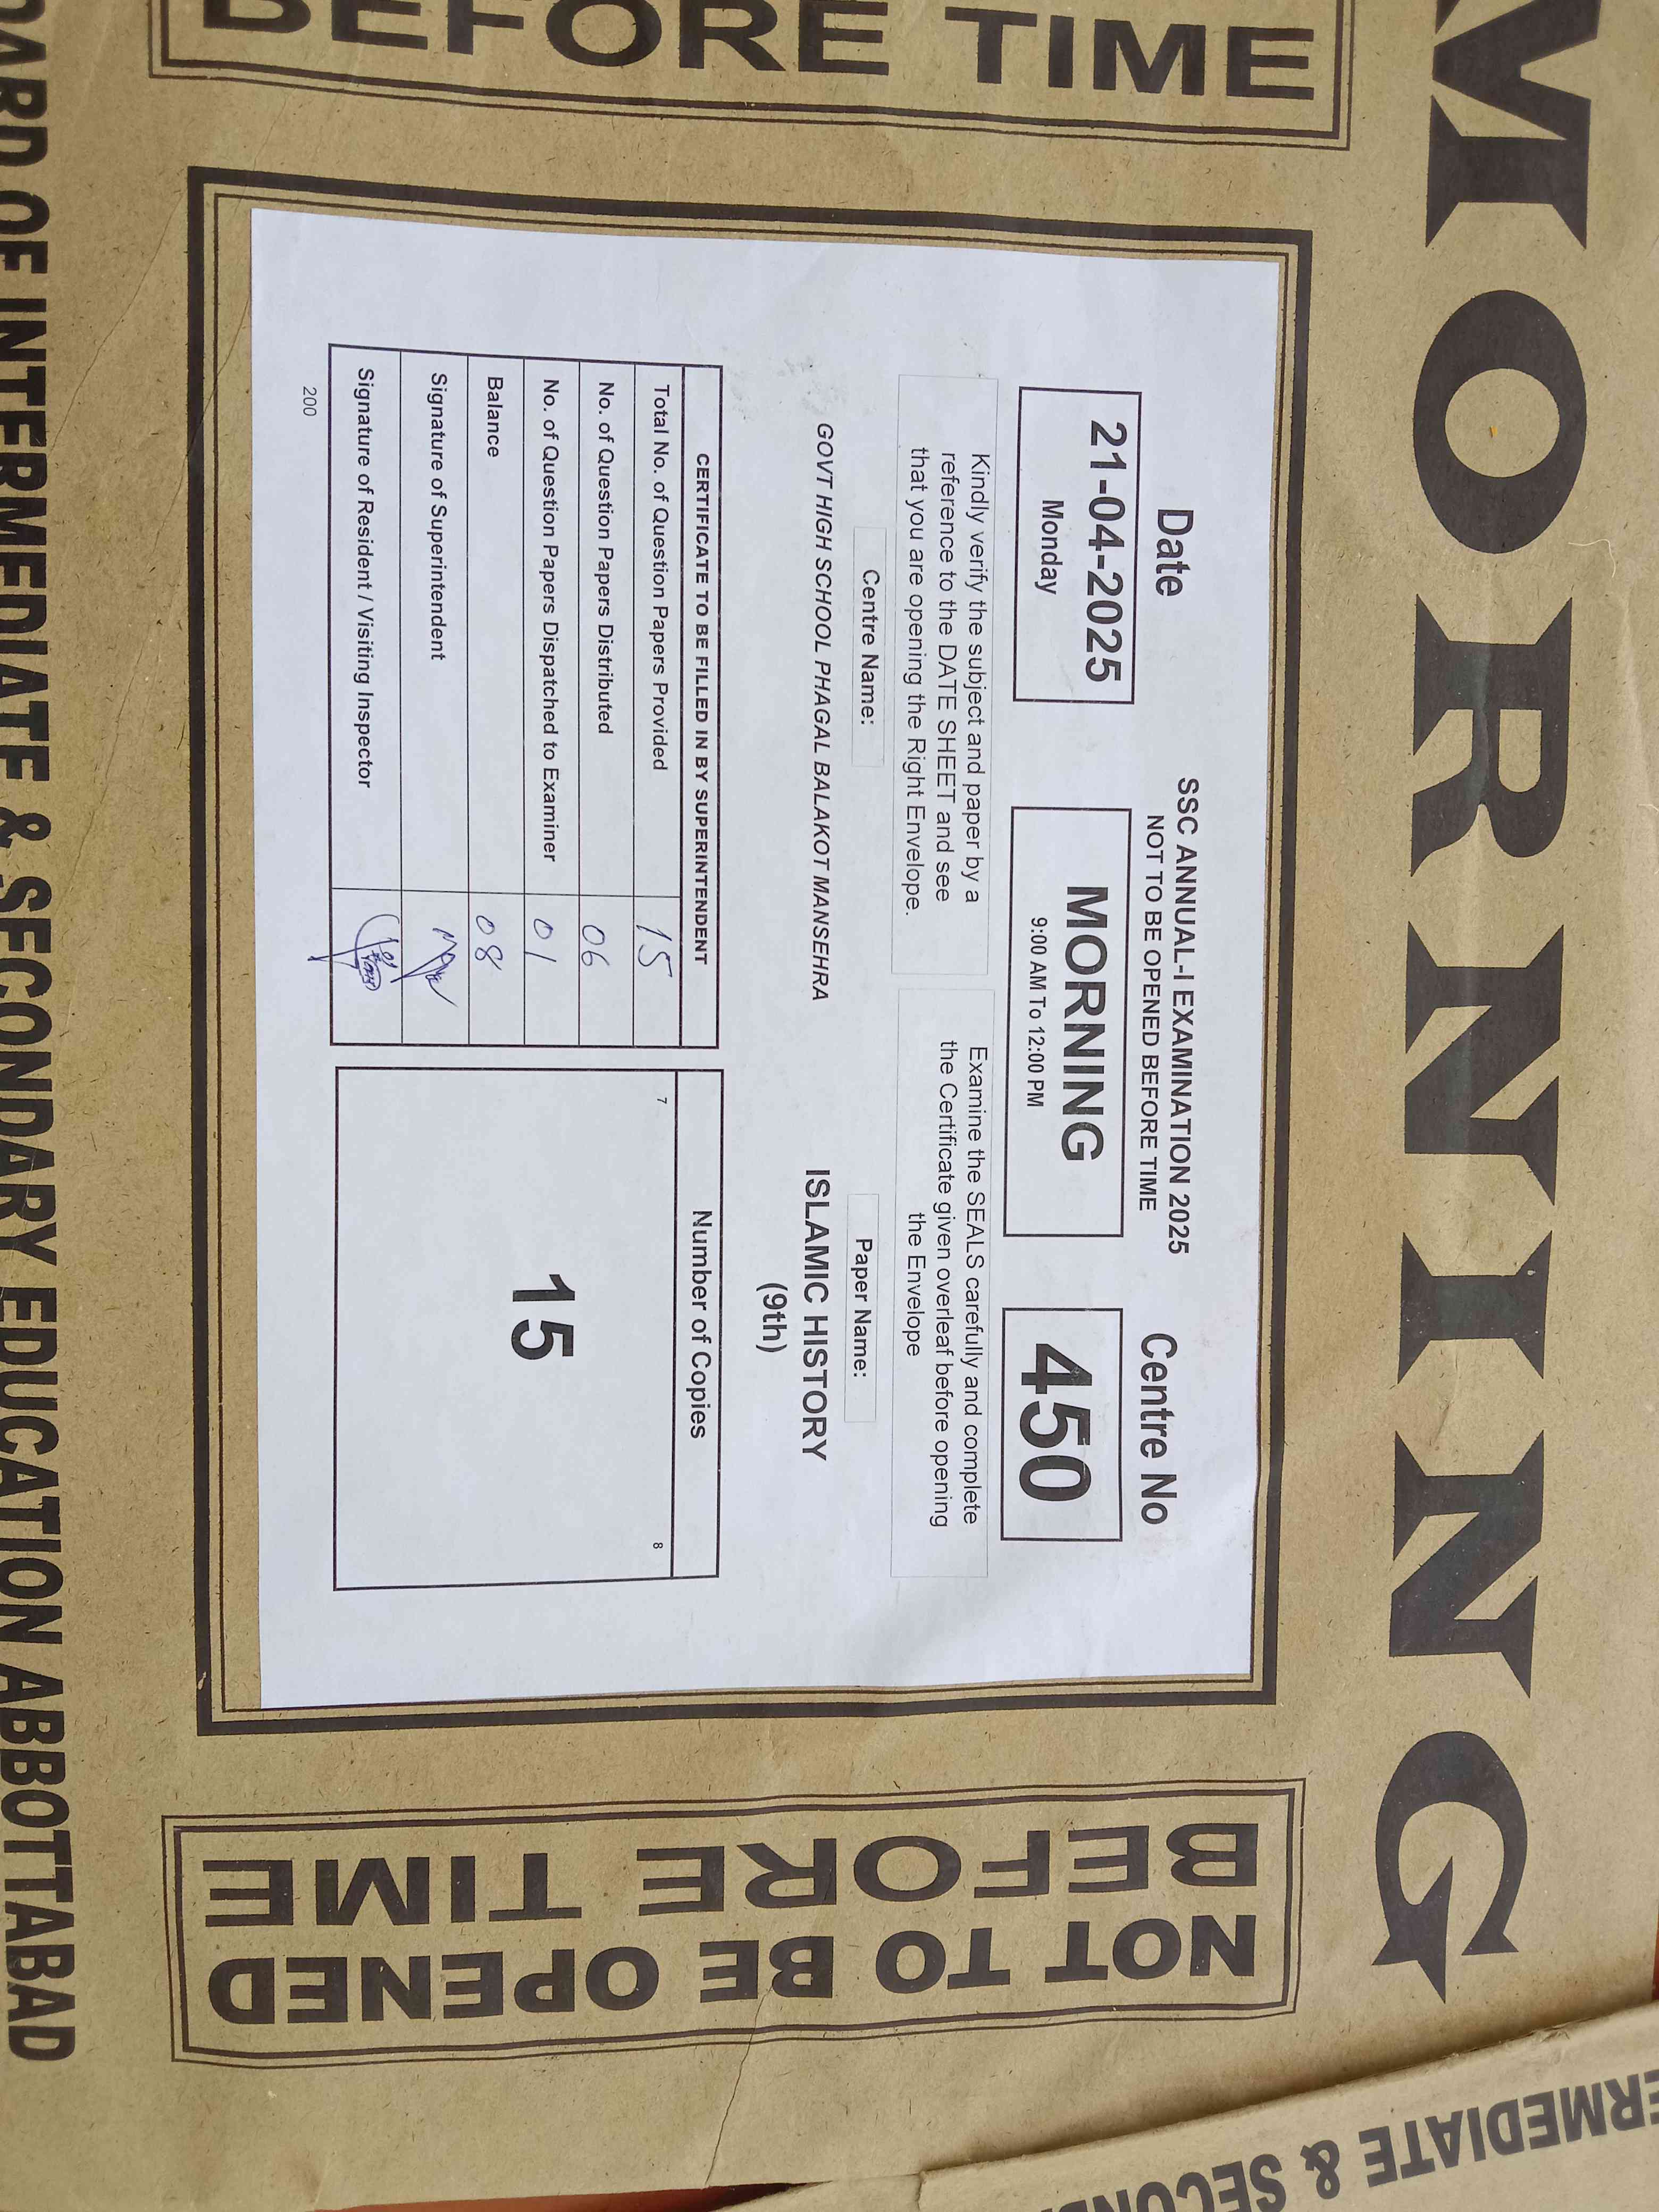 MORNING
BEFORE TIME
SSC ANNUAL-I EXAMINATION 2025
NOT TO BE OPENED BEFORE TIME
Date
Centre No
21-04-2025
Monday
MORNING
9:00 AM To 12:00 PM
450
Kindly verify the subject and paper by a
reference to the DATE SHEET and see
that you are opening the Right Envelope.
Examine the SEALS carefully and complete
the Certificate given overleaf before opening
the Envelope
Centre Name:
Paper Name:
GOVT HIGH SCHOOL PHAGAL BALAKOT MANSEHRA
ISLAMIC HISTORY
(9th)
CERTIFICATE TO BE FILLED IN BY SUPERINTENDENT
Total No. of Question Papers Provided 15
No. of Question Papers Distributed 06
No. of Question Papers Dispatched to Examiner 01
Balance 08
Signature of Superintendent
Signature of Resident / Visiting Inspector
200
Number of Copies
7
8
15
NOT TO BE OPENED
BEFORE TIME
OF INTERMEDIATE & SECONDARY EDUCATION ABBOTTABAD